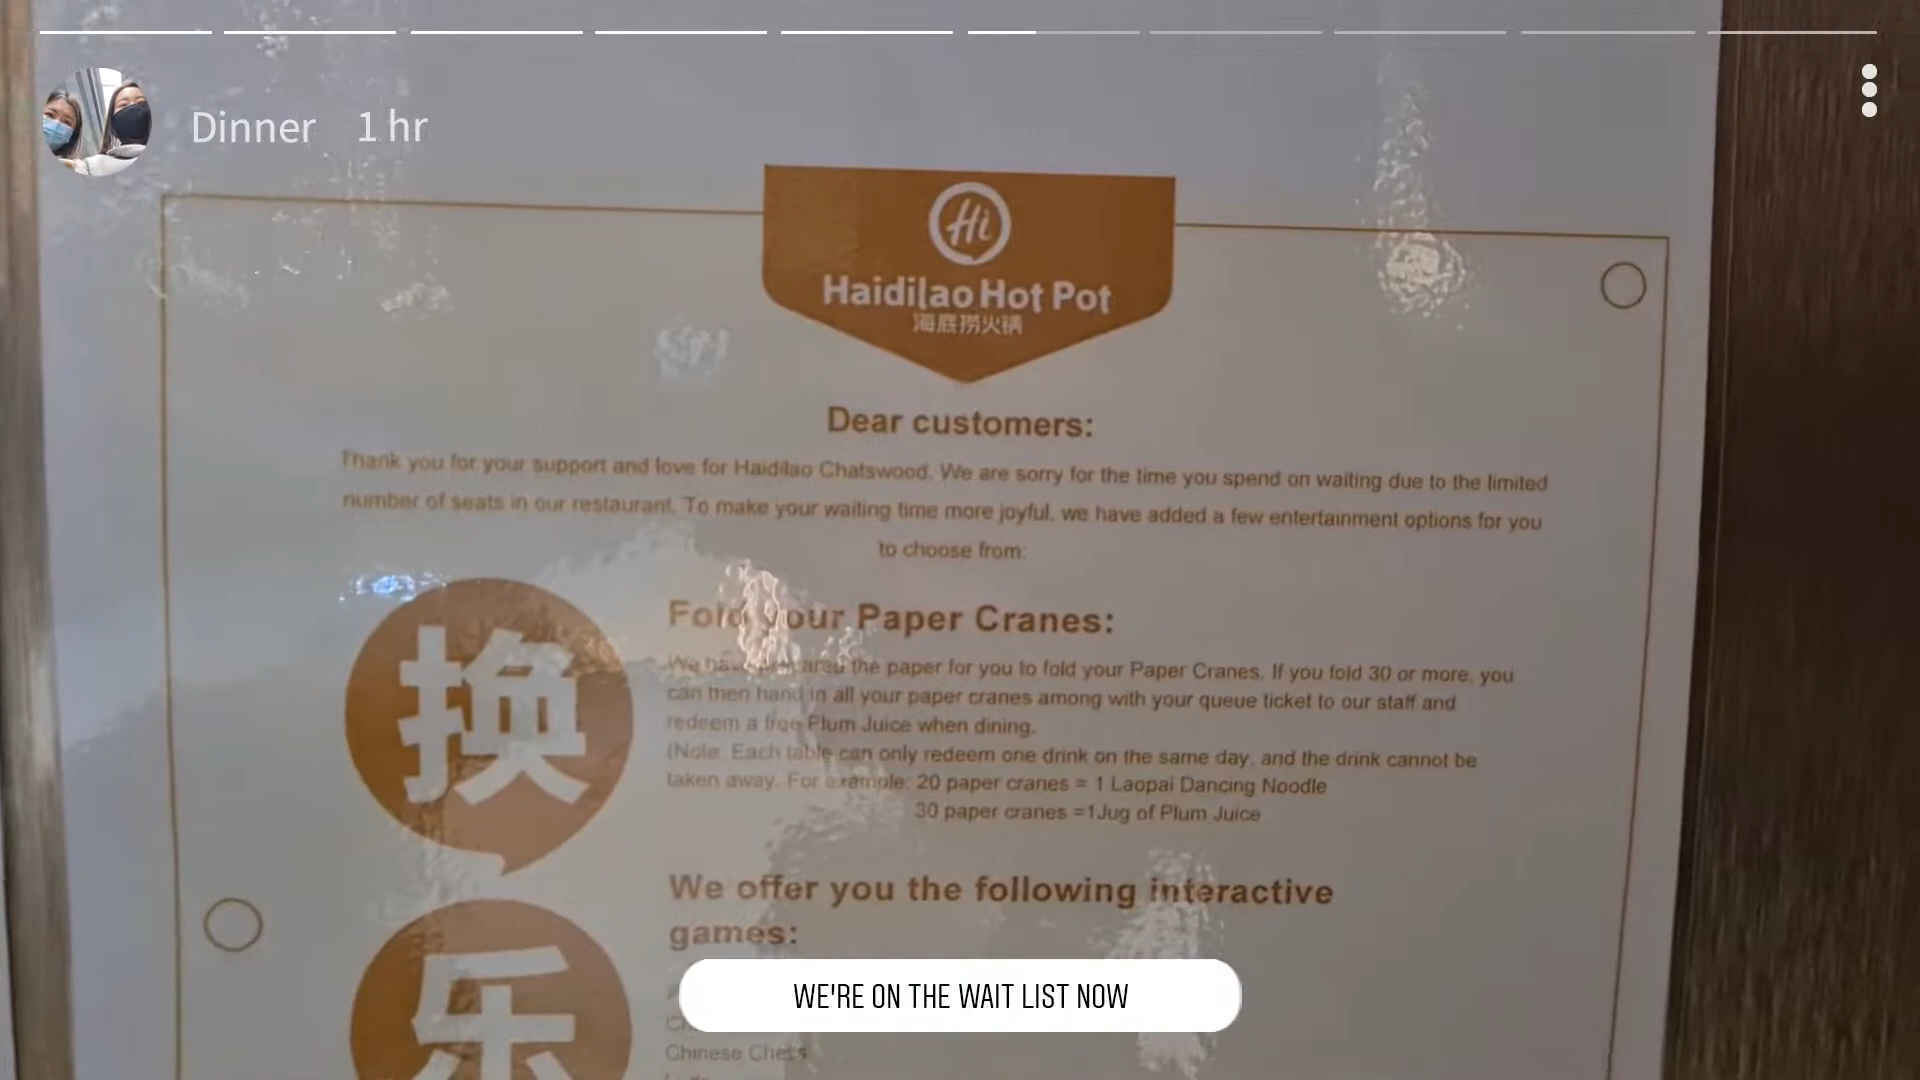 Dinner 1 hr
Hi
Haidilao Hot Pot
海底捞火锅
Dear customers:
Thank you for your support and love for Haidilao Chatswood. We are sorry for the time you spend on waiting due to the limited
number of seats in our restaurant. To make your waiting time more joyful, we have added a few entertainment options for you
to choose from:
换
Fold your Paper Cranes:
We have prepared the paper for you to fold your Paper Cranes. If you fold 30 or more, you
can then hand in all your paper cranes among with your queue ticket to our staff and
redeem a free Plum Juice when dining.
(Note: Each table can only redeem one drink on the same day, and the drink cannot be
taken away. For example: 20 paper cranes = 1 Laopai Dancing Noodle
30 paper cranes =1Jug of Plum Juice
乐
We offer you the following interactive
games:
WE'RE ON THE WAIT LIST NOW
Chinese Chess